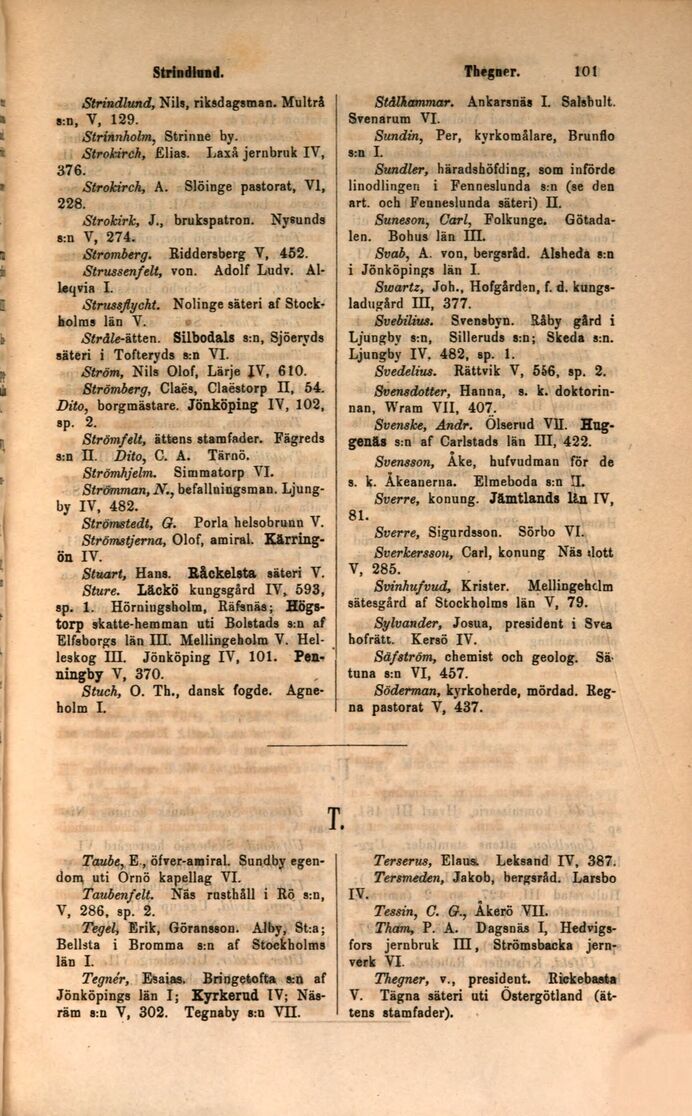 Strindlund. Thegner. 101
Strindlund, Nils, riksdagsman. Multrå
s:n, V, 129.
Strinnholm, Strinne by.
Strokirch, Elias. Laxå jernbruk IV,
376.
Strokirch, A. Slöinge pastorat, VI,
228.
Strokirk, J., brukspatron. Nysunds
s:n V, 274.
Stromberg. Riddersberg V, 452.
Strussenfelt, von. Adolf Ludv. Al-
leqvia I.
Strussflycht. Nolinge säteri af Stock-
holms län V.
Stråle-ätten. Silbodals s:n, Sjöeryds
säteri i Tofteryds s:n VI.
Ström, Nils Olof, Lärje IV, 610.
Strömberg, Claës, Claëstorp II, 54.
Dito, borgmästare. Jönköping IV, 102,
sp. 2.
Strömfelt, ättens stamfader. Fägreds
s:n II. Dito, C. A. Tärnö.
Strömhjelm. Simmatorp VI.
Strömman, N., befallningsman. Ljung-
by IV, 482.
Strömstedt, G. Porla helsobrunn V.
Strömstjerna, Olof, amiral. Kärring-
ön IV.
Stuart, Hans. Råckelsta säteri V.
Sture. Läckö kungsgård IV, 593,
sp. 1. Hörningsholm, Räfsnäs; Högs-
torp skatte-hemman uti Bolstads s:n af
Elfsborgs län III. Mellingeholm V. Hel-
leskog III. Jönköping IV, 101. Pen-
ningby V, 370.
Stuch, O. Th., dansk fogde. Agne-
holm I.
Stålhammar. Ankarsnäs I. Salshult.
Svenarum VI.
Sundin, Per, kyrkomålare, Brunflo
s:n I.
Sundler, häradshöfding, som införde
linodlingen i Fenneslunda s:n (se den
art. och Fenneslunda säteri) II.
Suneson, Carl, Folkunge. Götada-
len. Bohus län III.
Svab, A. von, bergsråd. Alsheda s:n
i Jönköpings län I.
Swartz, Joh., Hofgården, f. d. kungs-
ladugård III, 377.
Svebilius. Svensbyn. Råby gård i
Ljungby s:n, Silleruds s:n; Skeda s:n.
Ljungby IV, 482, sp. 1.
Svedelius. Rättvik V, 556, sp. 2.
Svensdotter, Hanna, s. k. doktorin-
nan, Wram VII, 407.
Svenske, Andr. Ölserud VII. Hug-
genäs s:n af Carlstads län III, 422.
Svensson, Åke, hufvudman för de
s. k. Åkeanerna. Elmeboda s:n II.
Sverre, konung. Jämtlands län IV,
81.
Sverre, Sigurdsson. Sörbo VI.
Sverkersson, Carl, konung Näs slott
V, 285.
Svinhufvud, Krister. Mellingeholm
sätesgård af Stockholms län V, 79.
Sylvander, Josua, president i Svea
hofrätt. Kersö IV.
Säfström, chemist och geolog. Sä-
tuna s:n VI, 457.
Söderman, kyrkoherde, mördad. Reg-
na pastorat V, 437.
T.
Taube, E., öfver-amiral. Sundby egen-
dom uti Ornö kapellag VI.
Taubenfelt. Näs rusthåll i Rö s:n,
V, 286, sp. 2.
Tegel, Erik, Göransson. Alby, St:a;
Bellsta i Bromma s:n af Stockholms
län I.
Tegnér, Esaias. Bringetofta s:n af
Jönköpings län I; Kyrkerud IV; Näs-
räm s:n V, 302. Tegnaby s:n VII.
Terserus, Elaus. Leksand IV, 387.
Tersmeden, Jakob, bergsråd. Larsbo
IV.
Tessin, C. G., Åkerö VII.
Tham, P. A. Dagsnäs I, Hedvigs-
fors jernbruk III, Strömsbacka jern-
verk VI.
Thegner, v., president. Rickebasta
V. Tägna säteri uti Östergötland (ät-
tens stamfader).